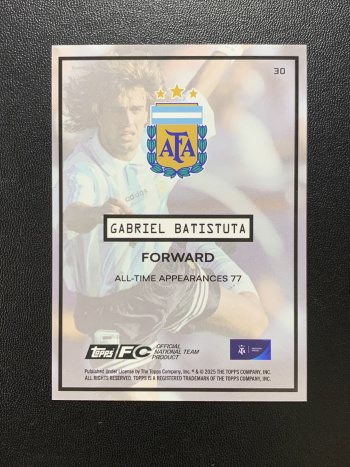 30
AFA
GABRIEL BATISTUTA
FORWARD
ALL-TIME APPEARANCES 77
Topps FC OFFICIAL NATIONAL TEAM PRODUCT
Published Under License by The Topps Company, Inc. ® & © 2025 THE TOPPS COMPANY, INC.
ALL RIGHTS RESERVED. TOPPS IS A REGISTERED TRADEMARK OF THE TOPPS COMPANY, INC.